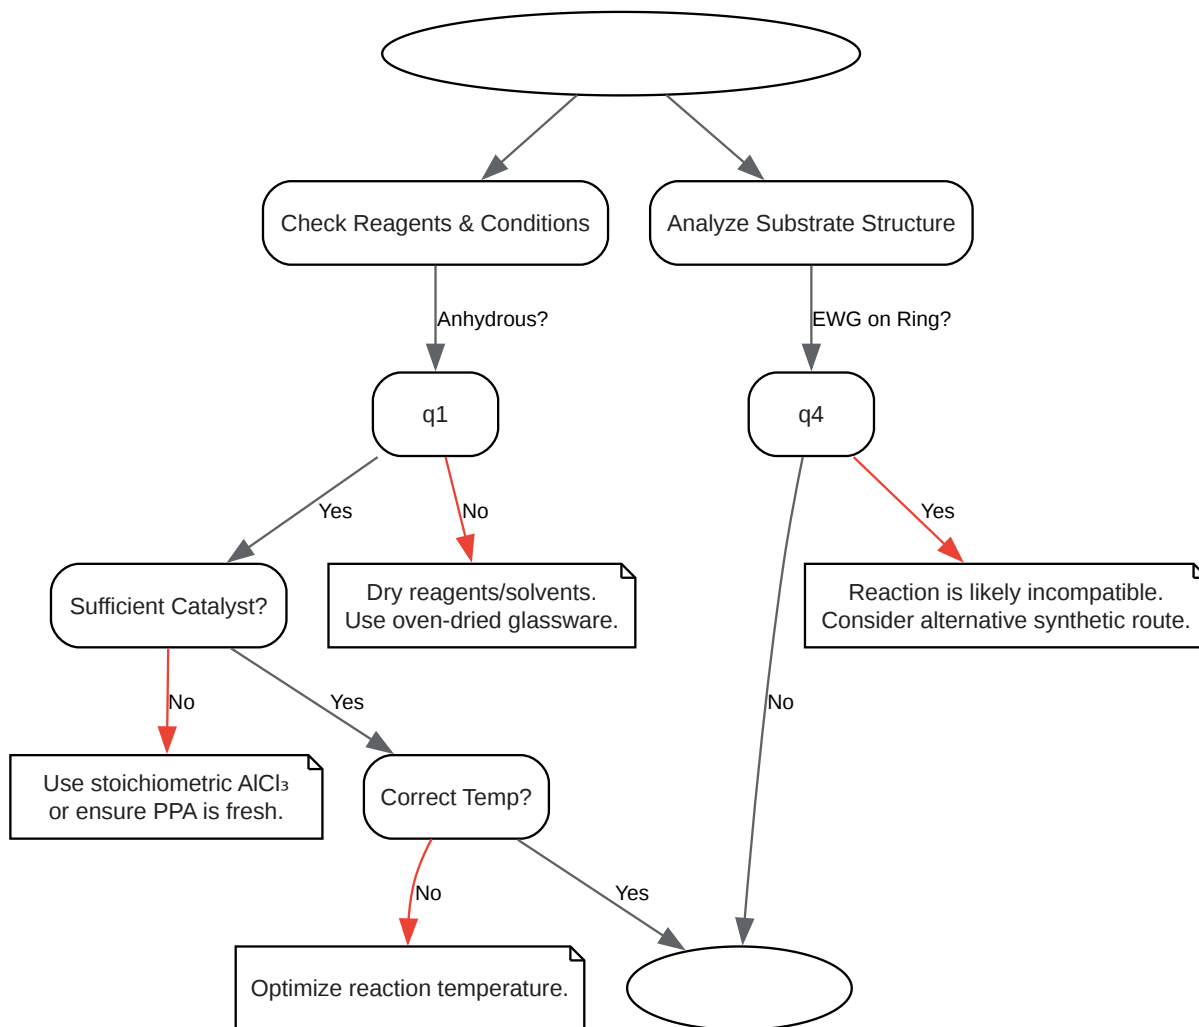 Check Reagents & Conditions
Analyze Substrate Structure
Anhydrous?
EWG on Ring?
q1
q4
Yes
No
Yes
Sufficient Catalyst?
Dry reagents/solvents.
Use oven-dried glassware.
Reaction is likely incompatible.
Consider alternative synthetic route.
No
Yes
No
Use stoichiometric AlCl₃
or ensure PPA is fresh.
Correct Temp?
No
Yes
Optimize reaction temperature.